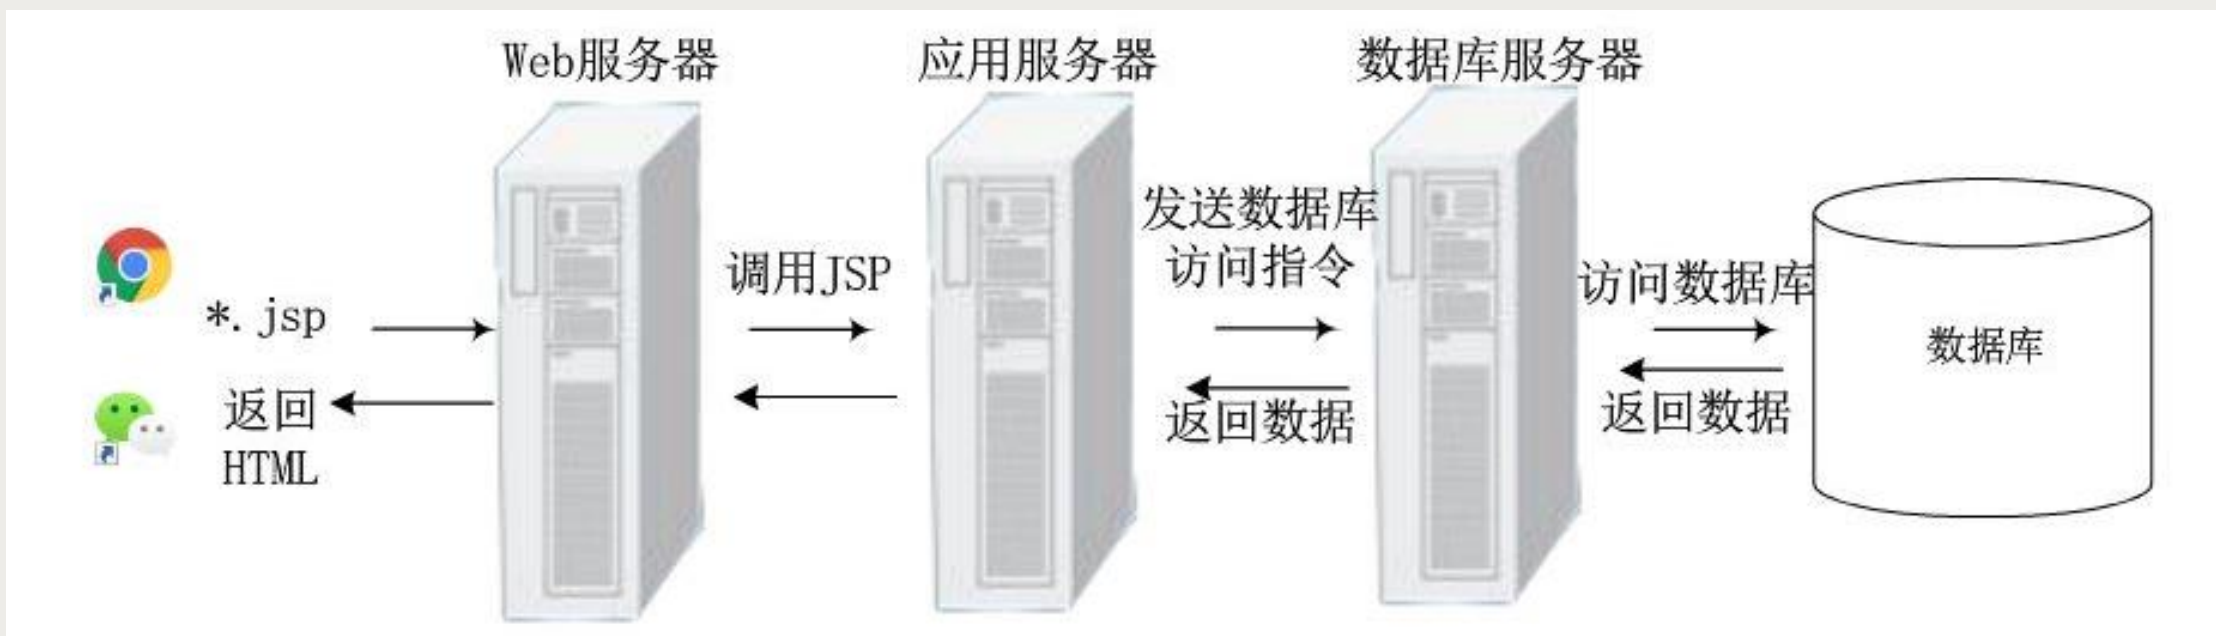 Web服务器
应用服务器
数据库服务器
*.jsp
返回
HTML
调用JSP
发送数据库
访问指令
返回数据
访问数据库
返回数据
数据库